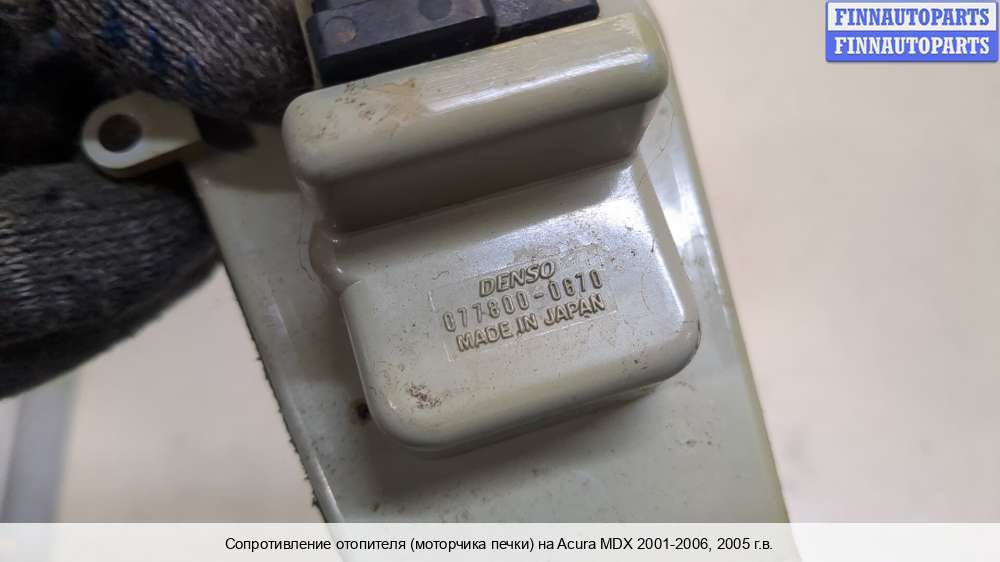 FINNAUTOPARTS
FINNAUTOPARTS
DENSO
077800-0670
MADE IN JAPAN
Сопротивление отопителя (моторчика печки) на Acura MDX 2001-2006, 2005 г.в.